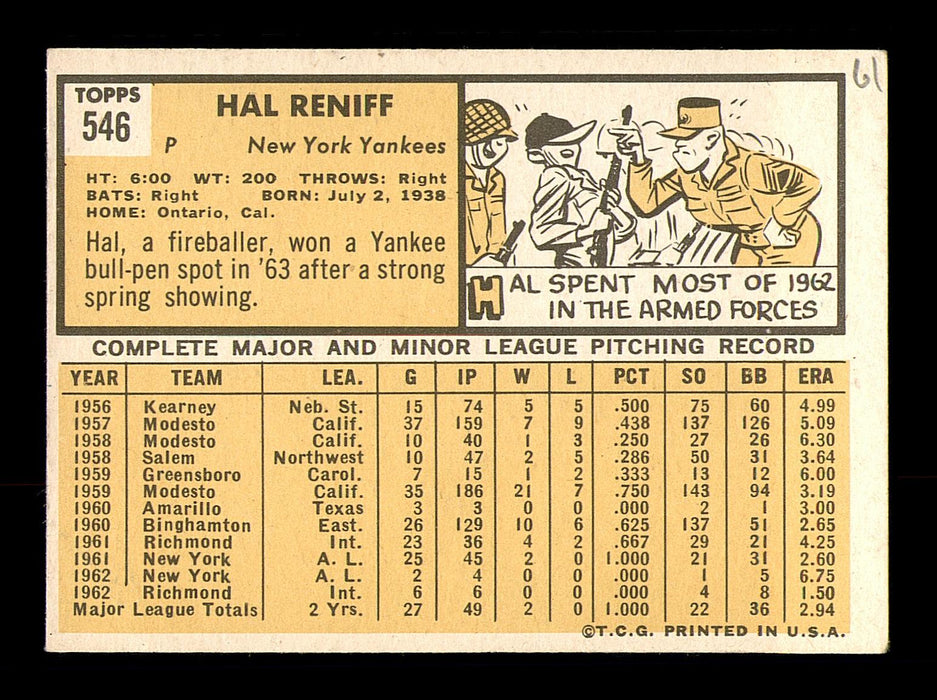 61
TOPPS
546
HAL RENIFF
P New York Yankees
HT: 6:00 WT: 200 THROWS: Right
BATS: Right BORN: July 2, 1938
HOME: Ontario, Cal.
Hal, a fireballer, won a Yankee
bull-pen spot in '63 after a strong
spring showing.
HAL SPENT MOST OF 1962
IN THE ARMED FORCES
COMPLETE MAJOR AND MINOR LEAGUE PITCHING RECORD
YEAR TEAM LEA. G IP W L PCT SO BB ERA
1956 Kearney Neb. St. 15 74 5 5 .500 75 60 4.99
1957 Modesto Calif. 37 159 7 9 .438 137 126 5.09
1958 Modesto Calif. 10 40 1 3 .250 27 26 6.30
1958 Salem Northwest 10 47 2 5 .286 50 31 3.64
1959 Greensboro Carol. 7 15 1 2 .333 13 12 6.00
1959 Modesto Calif. 35 186 21 7 .750 143 94 3.19
1960 Amarillo Texas 3 3 0 0 .000 2 1 3.00
1960 Binghamton East. 26 129 10 6 .625 137 51 2.65
1961 Richmond Int. 23 36 4 2 .667 29 21 4.25
1961 New York A. L. 25 45 2 0 1.000 21 31 2.60
1962 New York A. L. 2 4 0 0 .000 1 5 6.75
1962 Richmond Int. 6 6 0 0 .000 4 8 1.50
Major League Totals 2 Yrs. 27 49 2 0 1.000 22 36 2.94
©T.C.G. PRINTED IN U.S.A.